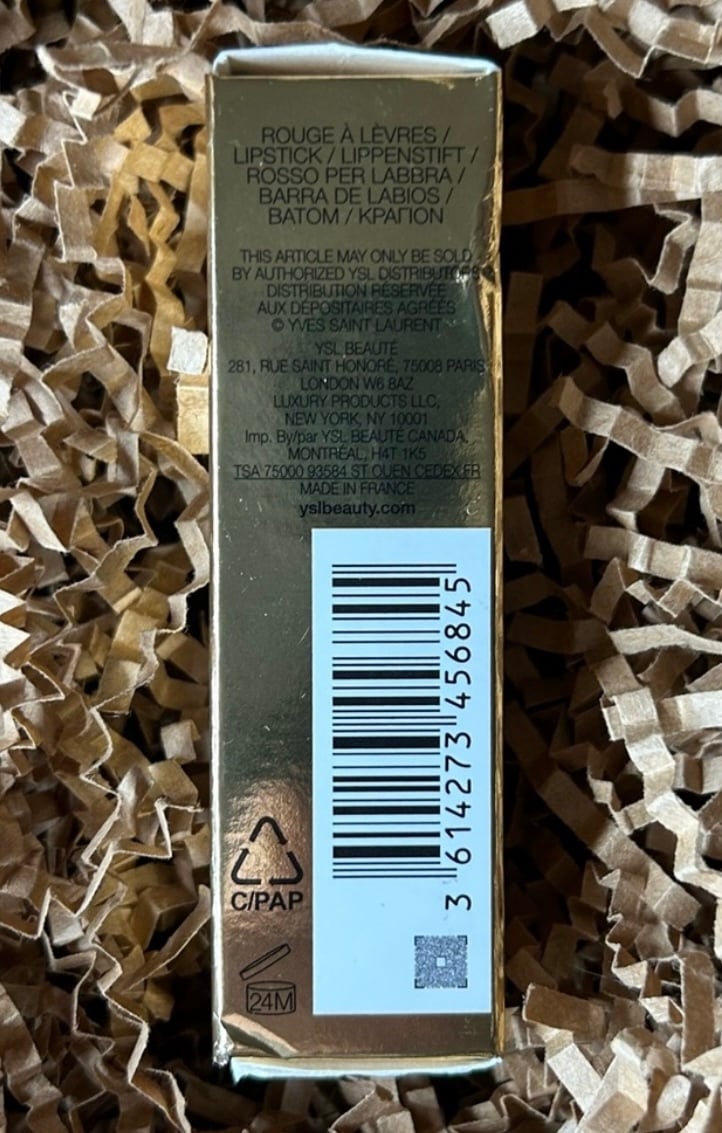 ROUGE À LÈVRES /
LIPSTICK / LIPPENSTIFT /
ROSSO PER LABBRA /
BARRA DE LABIOS /
BATOM / ΚΡΑΓΙΟΝ
THIS ARTICLE MAY ONLY BE SOLD
BY AUTHORIZED YSL DISTRIBUTORS
DISTRIBUTION RÉSERVÉE
AUX DÉPOSITAIRES AGRÉÉS
© YVES SAINT LAURENT
YSL BEAUTÉ
281, RUE SAINT HONORÉ, 75008 PARIS
LONDON W6 8AZ
LUXURY PRODUCTS LLC,
NEW YORK, NY 10001
Imp. By/par YSL BEAUTÉ CANADA,
MONTRÉAL, H4T 1K5
TSA 75000 93584 ST OUEN CEDEX FR
MADE IN FRANCE
yslbeauty.com
3 614273 456845
C/PAP
24M